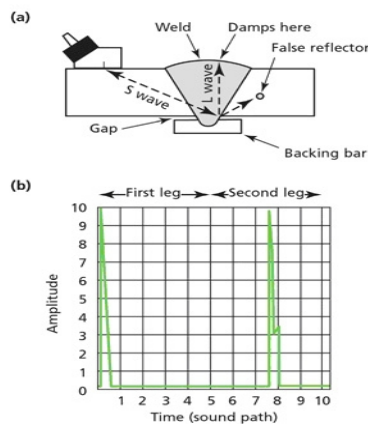 (a)
Weld
Damps here
False reflector
S wave
L wave
Gap
Backing bar
(b)
First leg
Second leg
10
9
8
7
6
5
4
3
2
1
0
Amplitude
1 2 3 4 5 6 7 8 9 10
Time (sound path)